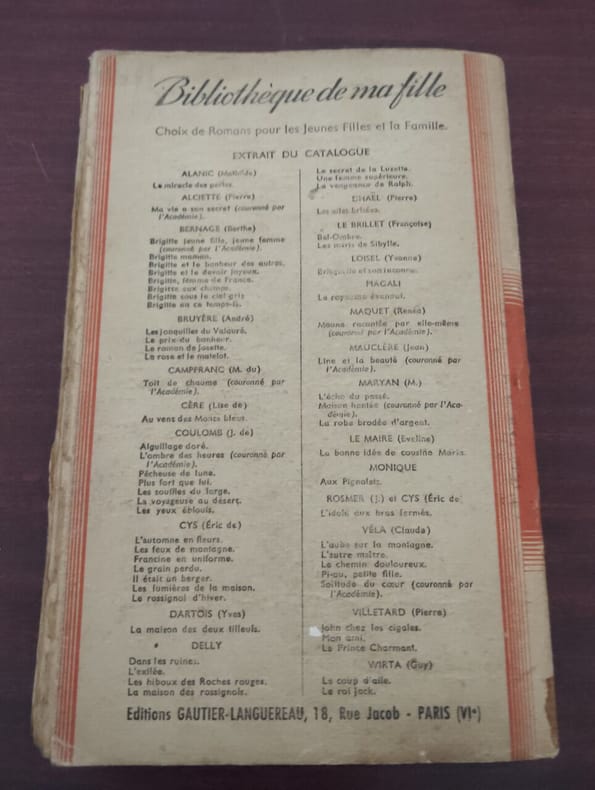 Bibliothèque de ma fille
Choix de Romans pour les Jeunes Filles et la Famille.
EXTRAIT DU CATALOGUE
ALANIC (Mathilde)
Le miracle des perles.
ALCIETTE (Pierre)
Ma vie a son secret (couronné par
l'Académie).
BERNAGE (Berthe)
Brigitte jeune fille, jeune femme
(couronné par l'Académie).
Brigitte maman.
Brigitte et le bonheur des autres.
Brigitte et le devoir joyeux.
Brigitte, femme de France.
Brigitte aux champs.
Brigitte sous le ciel gris
Brigitte en ce temps-là.
BRUYÈRE (André)
Les jonquilles du Valauré.
Le prix du bonheur.
Le roman de Josette.
La rose et le matelot.
CAMPFRANC (M. du)
Toit de chaume (couronné par
l'Académie).
CÈRE (Lise de)
Au vent des Monts bleus.
COULOMB (J. de)
Aiguillage doré.
L'ombre des heures (couronné par
l'Académie).
Pêcheuse de lune.
Plus fort que lui.
Les souffles du large.
La voyageuse au désert.
Les yeux éblouis.
CYS (Éric de)
L'automne en fleurs.
Les feux de montagne.
Francine en uniforme.
Le grain perdu.
Il était un berger.
Les lumières de la maison.
Le rossignol d'hiver.
DARTOIS (Yves)
La maison des deux tilleuls.
DELLY
Dans les ruines.
L'exilée.
Les hiboux des Roches rouges.
La maison des rossignols.
Le secret de la Luzette.
Une femme supérieure.
La vengeance de Ralph.
DHAËL (Pierre)
Les ailes brisées.
LE BRILLET (Françoise)
Bel-Ombre.
Les maris de Sibylle.
LOISEL (Yvonne)
et son inconnu.
MAGALI
Le royaume éventuel.
MAQUET (Renée)
Moune racontée par elle-même
(couronné par l'Académie).
MAUCLÈRE (Jean)
Line et la beauté (couronné par
l'Académie).
MARYAN (M.)
L'écho du passé.
Maison hantée (couronné par l'Aca-
démie).
La robe brodée d'argent.
LE MAIRE (Eveline)
La bonne idée de cousine Marie.
MONIQUE
Aux Pignolets.
ROSMER (J.) et CYS (Éric de
L'idole aux bras fermés.
VÉLA (Claude)
L'aube sur la montagne.
L'autre maître.
Le chemin douloureux.
Pi-ou, petite fille.
Solitude du cœur (couronné par
l'Académie).
VILLETARD (Pierre)
John chez les cigales.
Mon ami.
Le Prince Charmant.
WIRTA (Guy)
Le coup d'aile.
Le roi Jack.
Editions GAUTIER-LANGUEREAU, 18, Rue Jacob - PARIS (VIe)